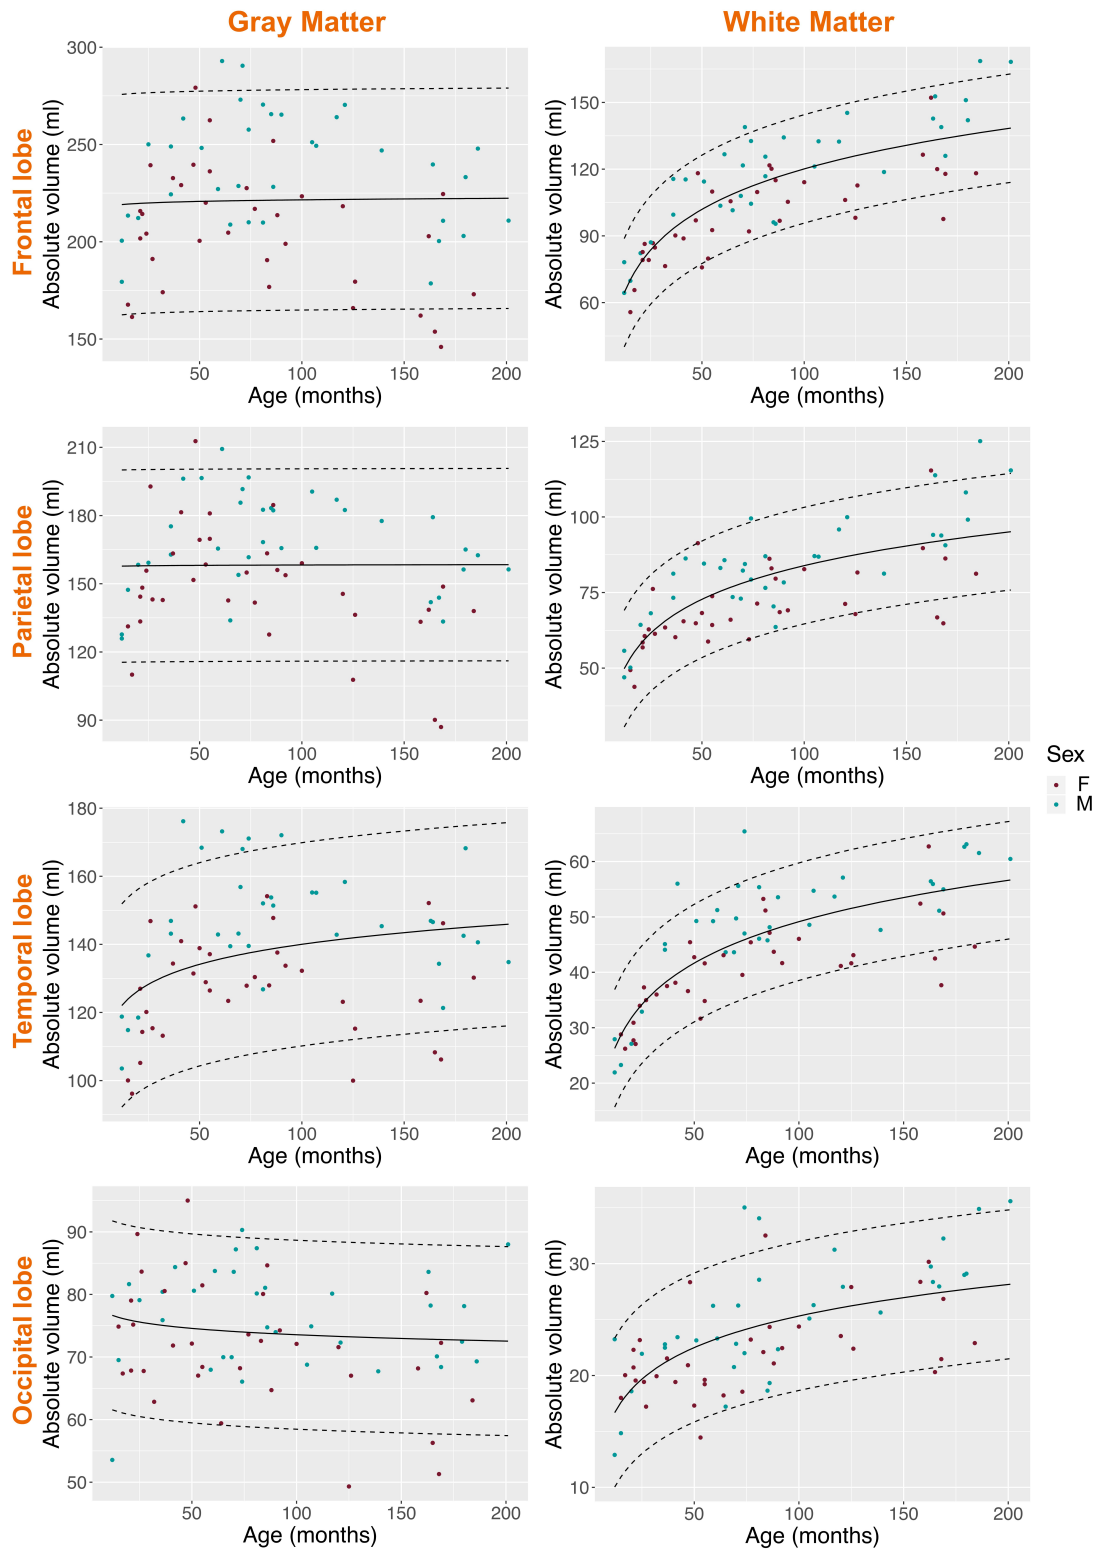 Gray Matter
White Matter
Frontal lobe
Absolute volume (ml)
300
250
200
150
50
100
150
200
Age (months)
Absolute volume (ml)
150
120
90
60
50
100
150
200
Age (months)
Parietal lobe
Absolute volume (ml)
210
180
150
120
90
50
100
150
200
Age (months)
Absolute volume (ml)
125
100
75
50
50
100
150
200
Age (months)
Sex
F
M
Temporal lobe
Absolute volume (ml)
180
160
140
120
100
50
100
150
200
Age (months)
Absolute volume (ml)
60
50
40
30
20
50
100
150
200
Age (months)
Occipital lobe
Absolute volume (ml)
90
80
70
60
50
50
100
150
200
Age (months)
Absolute volume (ml)
30
20
10
50
100
150
200
Age (months)